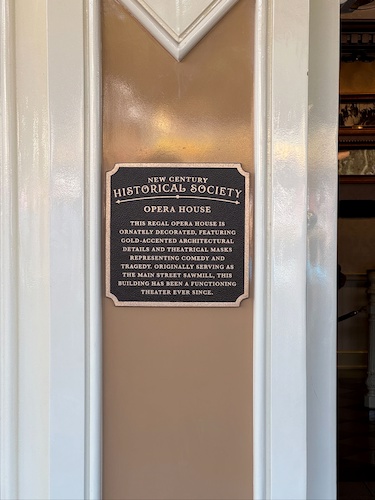 NEW CENTURY
HISTORICAL SOCIETY
OPERA HOUSE
THIS REGAL OPERA HOUSE IS
ORNATELY DECORATED, FEATURING
GOLD-ACCENTED ARCHITECTURAL
DETAILS AND THEATRICAL MASKS
REPRESENTING COMEDY AND
TRAGEDY. ORIGINALLY SERVING AS
THE MAIN STREET SAWMILL, THIS
BUILDING HAS BEEN A FUNCTIONING
THEATER EVER SINCE.